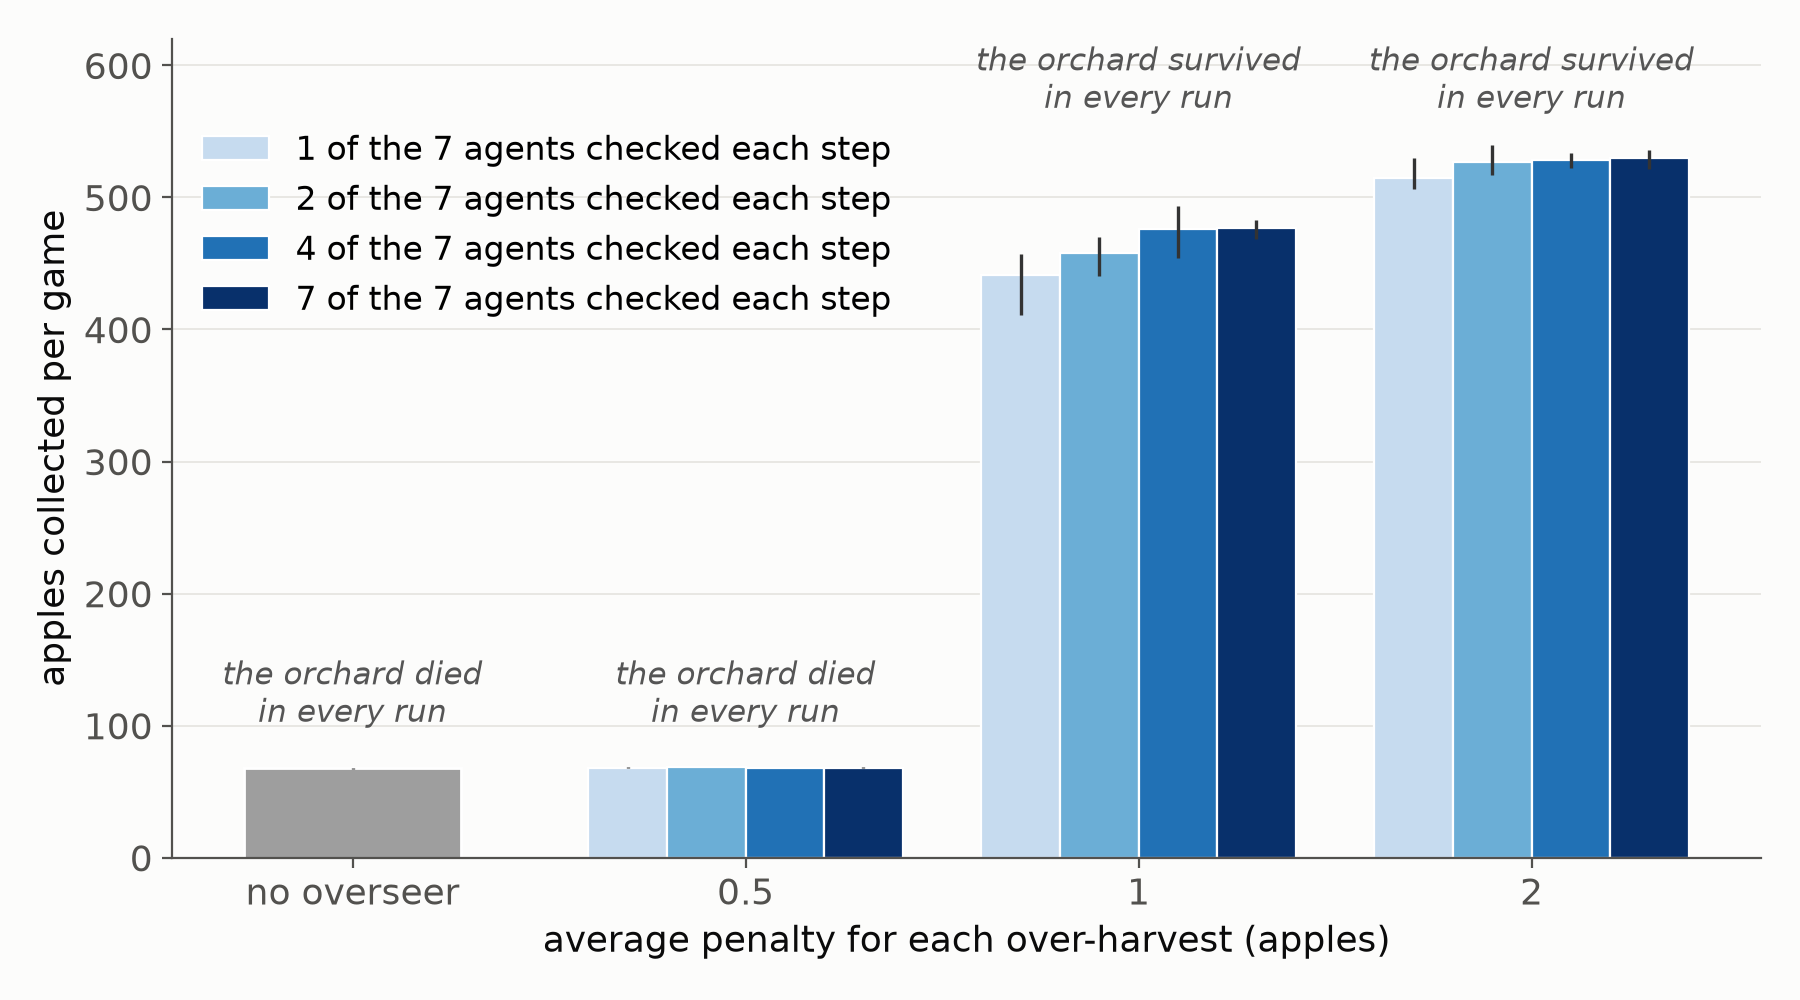 600
500
400
300
200
100
0
apples collected per game
1 of the 7 agents checked each step
2 of the 7 agents checked each step
4 of the 7 agents checked each step
7 of the 7 agents checked each step
the orchard died
in every run
the orchard died
in every run
the orchard survived
in every run
the orchard survived
in every run
no overseer
0.5
1
2
average penalty for each over-harvest (apples)